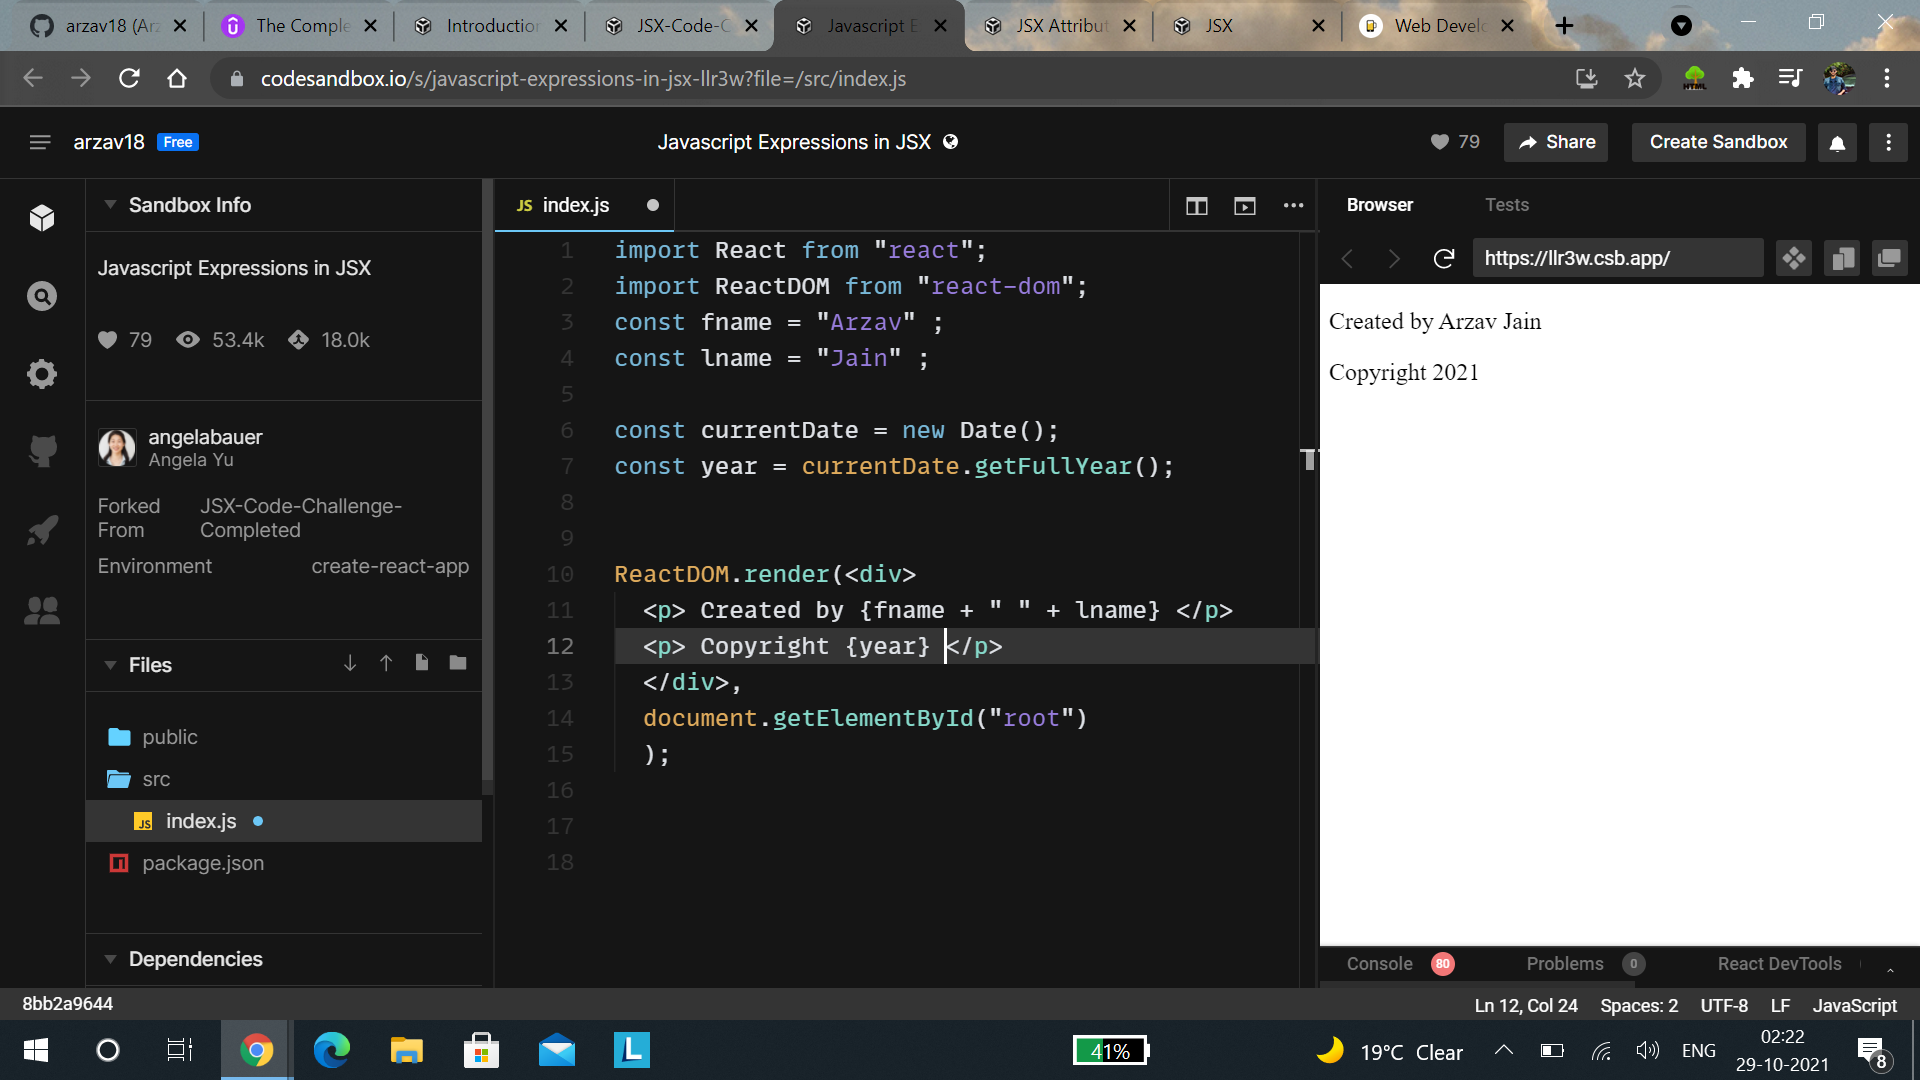 arzav18 (Arz
The Comple
Introduction
JSX-Code-C
Javascript E
JSX Attribut
JSX
Web Develo
codesandbox.io/s/javascript-expressions-in-jsx-llr3w?file=/src/index.js
HTML
arzav18 Free
Javascript Expressions in JSX
79
Share
Create Sandbox
Sandbox Info
Javascript Expressions in JSX
79 53.4k 18.0k
angelabauer
Angela Yu
Forked From JSX-Code-Challenge-Completed
Environment create-react-app
Files
public
src
JS index.js
package.json
Dependencies
JS index.js
1 import React from "react";
2 import ReactDOM from "react-dom";
3 const fname = "Arzav" ;
4 const lname = "Jain" ;
5
6 const currentDate = new Date();
7 const year = currentDate.getFullYear();
8
9
10 ReactDOM.render(<div>
11 <p> Created by {fname + " " + lname} </p>
12 <p> Copyright {year} </p>
13 </div>,
14 document.getElementById("root")
15 );
16
17
18
Browser Tests
https://llr3w.csb.app/
Created by Arzav Jain
Copyright 2021
Console 80 Problems 0 React DevTools
8bb2a9644
Ln 12, Col 24 Spaces: 2 UTF-8 LF JavaScript
L
41%
19°C Clear
ENG
02:22
29-10-2021
8